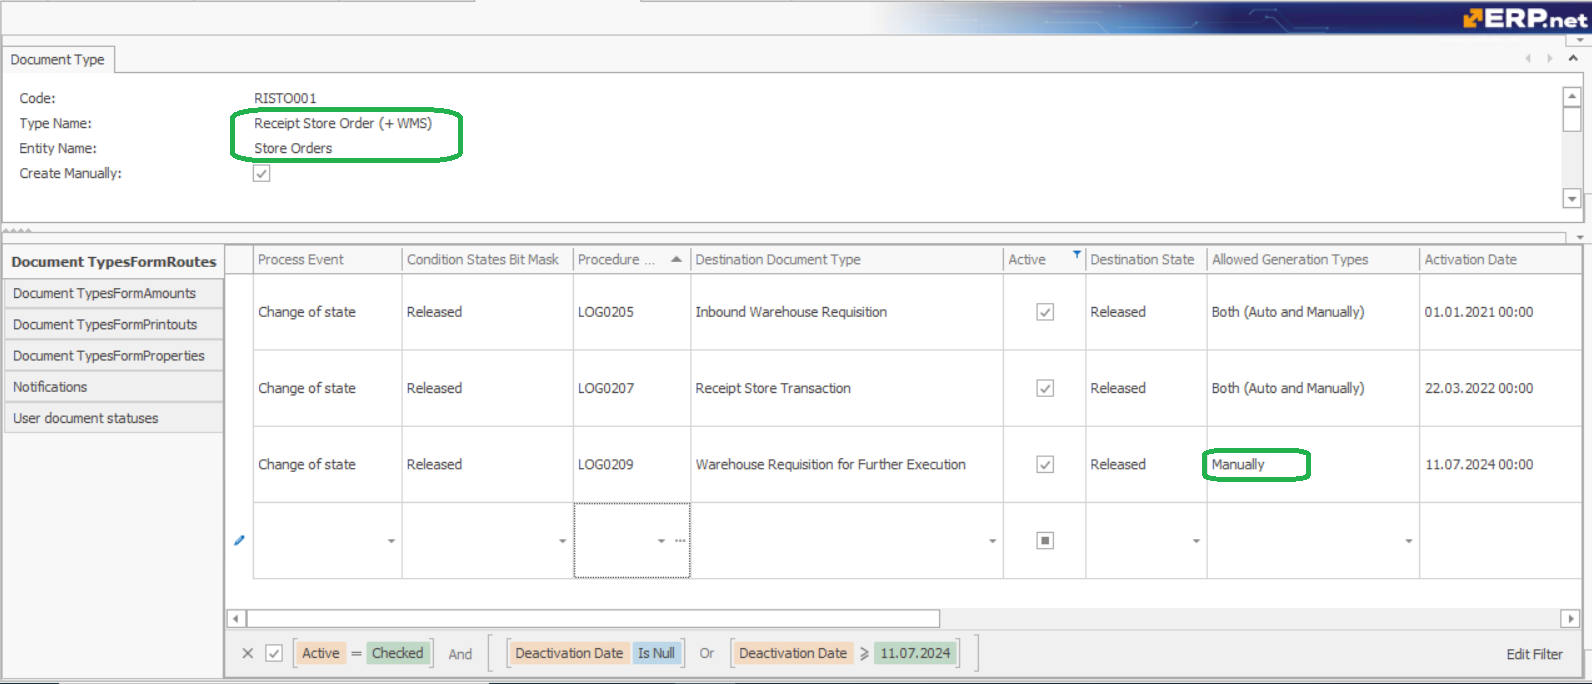 ERP.net
Document Type
Code: RISTO001
Type Name: Receipt Store Order (+ WMS)
Entity Name: Store Orders
Create Manually:
Document TypesFormRoutes
Document TypesFormAmounts
Document TypesFormPrintouts
Document TypesFormProperties
Notifications
User document statuses
Process Event Condition States Bit Mask Procedure ... Destination Document Type Active Destination State Allowed Generation Types Activation Date
Change of state Released LOG0205 Inbound Warehouse Requisition Released Both (Auto and Manually) 01.01.2021 00:00
Change of state Released LOG0207 Receipt Store Transaction Released Both (Auto and Manually) 22.03.2022 00:00
Change of state Released LOG0209 Warehouse Requisition for Further Execution Released Manually 11.07.2024 00:00
Active = Checked And Deactivation Date Is Null Or Deactivation Date ⩾ 11.07.2024 Edit Filter